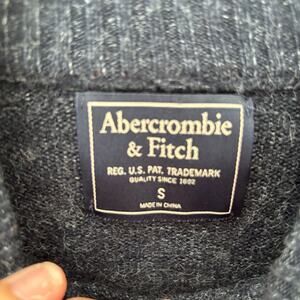 Abercrombie
& Fitch
REG. U.S. PAT. TRADEMARK
QUALITY SINCE 1892
S
MADE IN CHINA